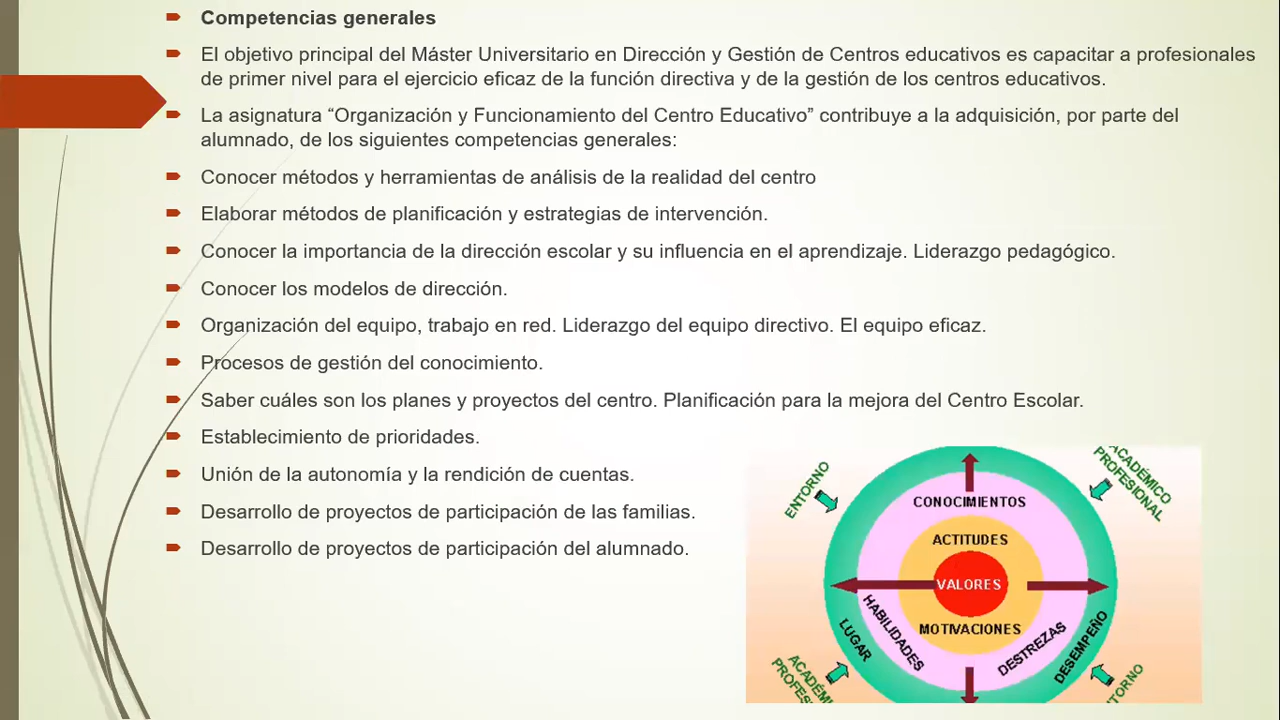 Competencias generales
El objetivo principal del Máster Universitario en Dirección y Gestión de Centros educativos es capacitar a profesionales
de primer nivel para el ejercicio eficaz de la función directiva y de la gestión de los centros educativos.
La asignatura “Organización y Funcionamiento del Centro Educativo” contribuye a la adquisición, por parte del
alumnado, de los siguientes competencias generales:
Conocer métodos y herramientas de análisis de la realidad del centro
Elaborar métodos de planificación y estrategias de intervención.
Conocer la importancia de la dirección escolar y su influencia en el aprendizaje. Liderazgo pedagógico.
Conocer los modelos de dirección.
Organización del equipo, trabajo en red. Liderazgo del equipo directivo. El equipo eficaz.
Procesos de gestión del conocimiento.
Saber cuáles son los planes y proyectos del centro. Planificación para la mejora del Centro Escolar.
Establecimiento de prioridades.
Unión de la autonomía y la rendición de cuentas.
Desarrollo de proyectos de participación de las familias.
Desarrollo de proyectos de participación del alumnado.
ENTORNO
ACADÉMICO
PROFESIONAL
CONOCIMIENTOS
ACTITUDES
VALORES
MOTIVACIONES
HABILIDADES
DESTREZAS
LUGAR
DESEMPEÑO